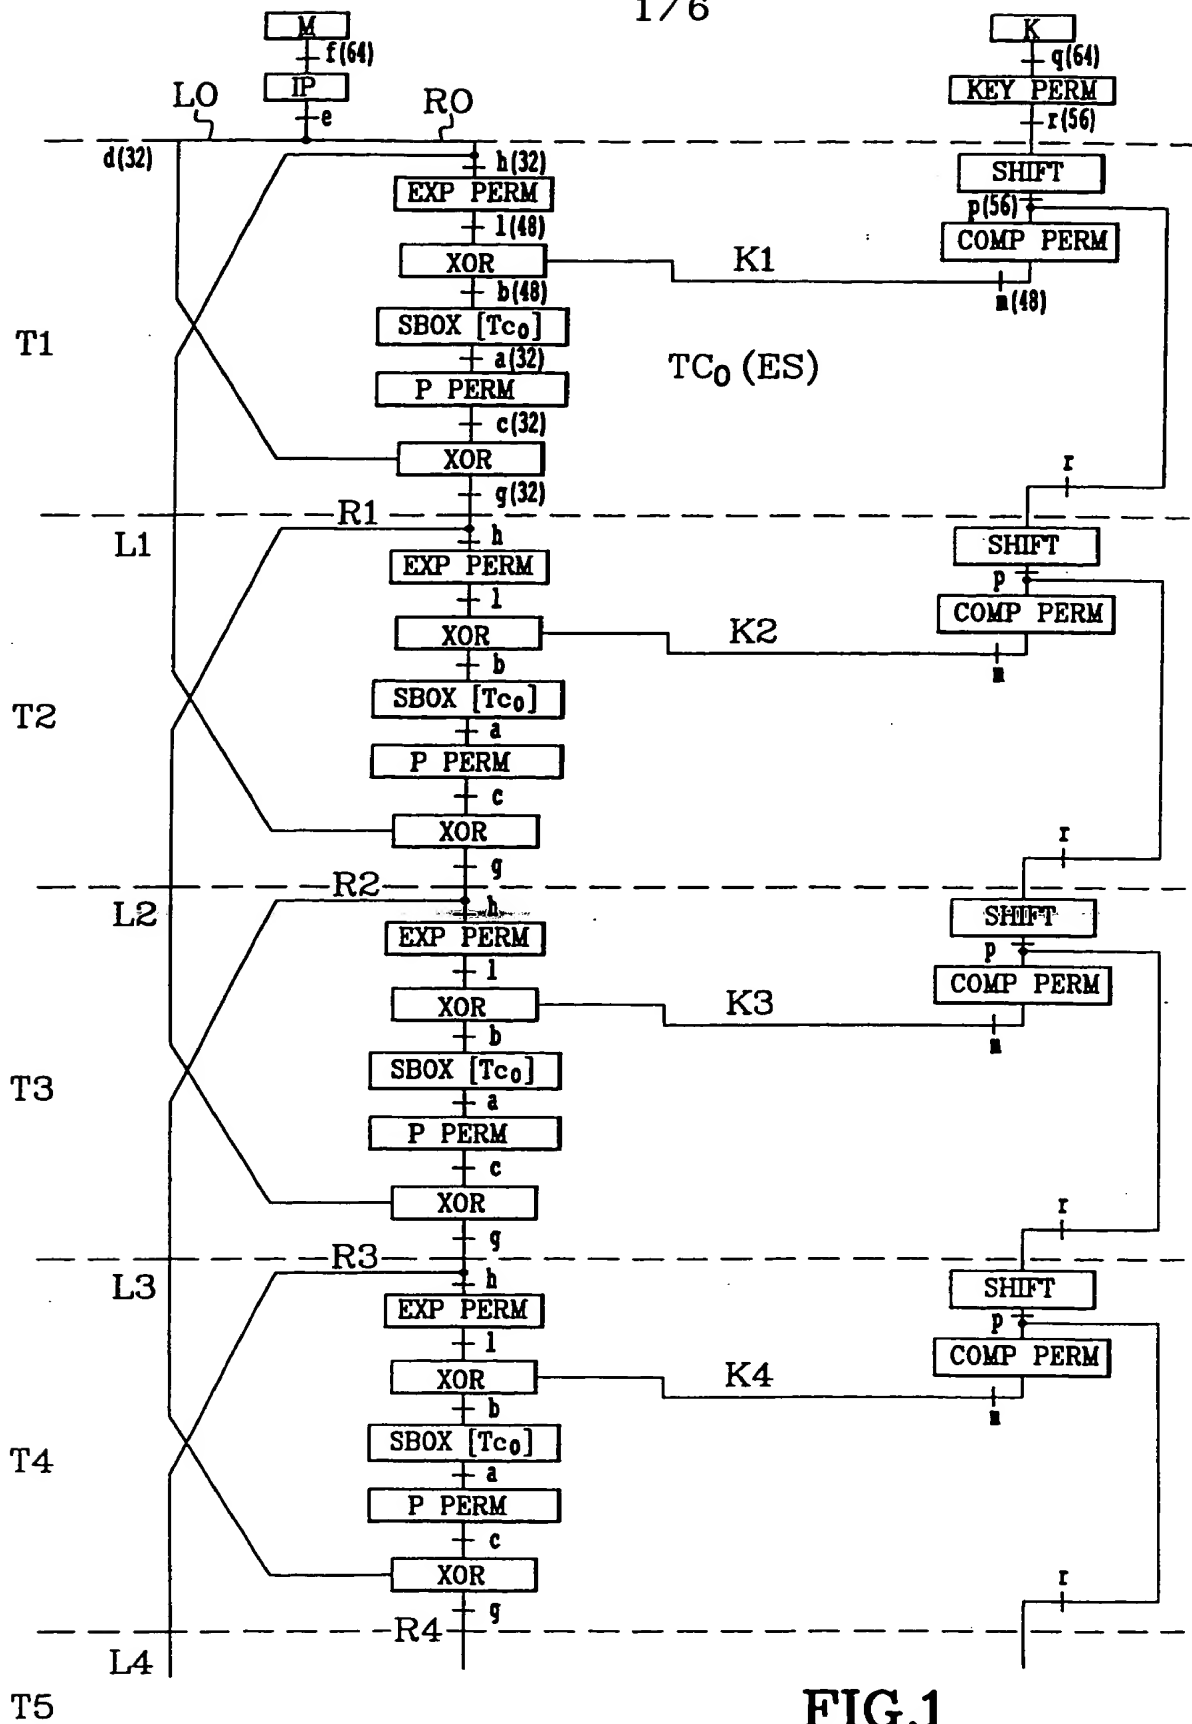 1/6
M K
f(64) q(64)
IP KEY PERM
L0 e R0 r(56)
d(32) h(32) SHIFT
EXP PERM p(56)
l(48) COMP PERM
XOR K1
b(48) m(48)
T1 SBOX [Tc0]
a(32) TC0 (ES)
P PERM
c(32)
XOR r
g(32)
R1
L1 h SHIFT
EXP PERM p
l COMP PERM
XOR K2
b m
T2 SBOX [Tc0]
a
P PERM
c
XOR r
g
R2
L2 h SHIFT
EXP PERM p
l COMP PERM
XOR K3
b m
T3 SBOX [Tc0]
a
P PERM
c
XOR r
g
R3
L3 h SHIFT
EXP PERM p
l COMP PERM
XOR K4
b m
T4 SBOX [Tc0]
a
P PERM
c
XOR r
g
R4
L4
T5 FIG.1